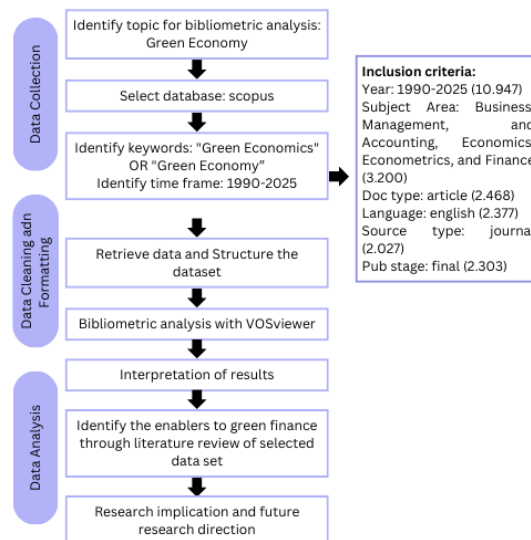 Data Collection
Identify topic for bibliometric analysis:
Green Economy
Select database: scopus
Identify keywords: "Green Economics"
OR "Green Economy”
Identify time frame: 1990-2025
Inclusion criteria:
Year: 1990-2025 (10.947)
Subject Area: Business,
Management, and
Accounting, Economics,
Econometrics, and Finance
(3.200)
Doc type: article (2.468)
Language: english (2.377)
Source type: journa
(2.027)
Pub stage: final (2.303)
Data Cleaning adn
Formatting
Retrieve data and Structure the
dataset
Bibliometric analysis with VOSviewer
Data Analysis
Interpretation of results
Identify the enablers to green finance
through literature review of selected
data set
Research implication and future
research direction